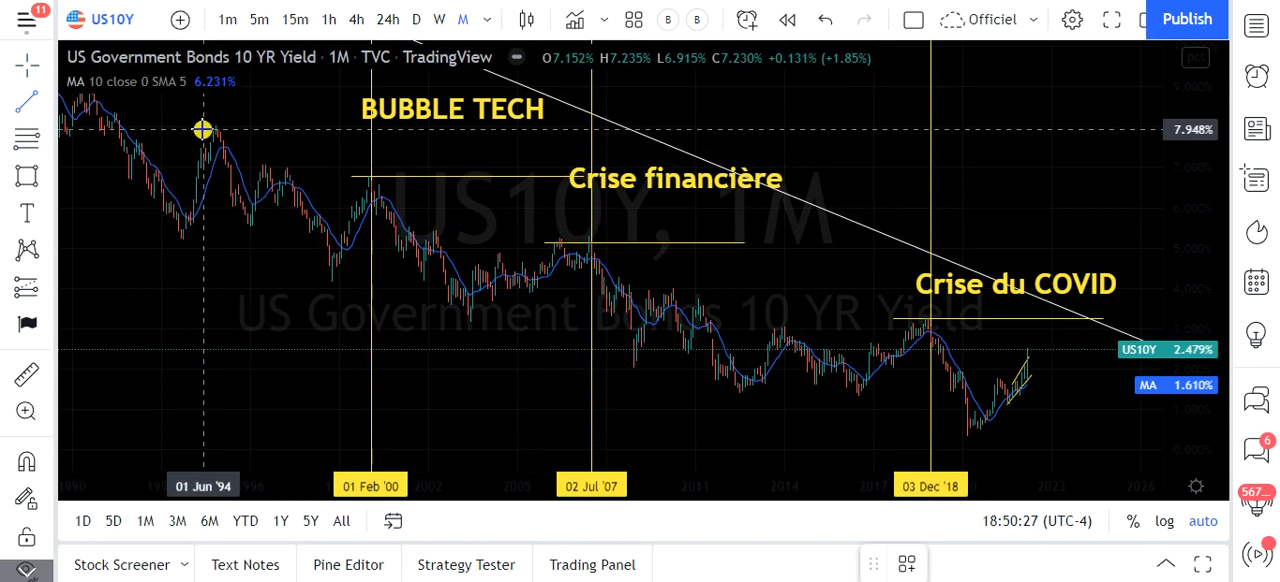 11
US10Y
1m 5m 15m 1h 4h 24h D W M
B B
Officiel
Publish
US Government Bonds 10 YR Yield · 1M · TVC · TradingView
O7.152% H7.235% L6.915% C7.230% +0.131% (+1.85%)
pct
MA 10 close 0 SMA 5 6.231%
9.000%
BUBBLE TECH
7.948%
7.000%
Crise financière
US10Y, 1M
6.000%
5.000%
Crise du COVID
4.000%
US Government Bonds 10 YR Yield
3.000%
US10Y 2.479%
MA 1.610%
1.000%
0.000%
6
567...
1990
01 Jun '94
1996
01 Feb '00
2002
2005
02 Jul '07
2011
2014
2017
03 Dec '18
2023
2026
1D 5D 1M 3M 6M YTD 1Y 5Y All
18:50:27 (UTC-4)
% log auto
Stock Screener
Text Notes
Pine Editor
Strategy Tester
Trading Panel